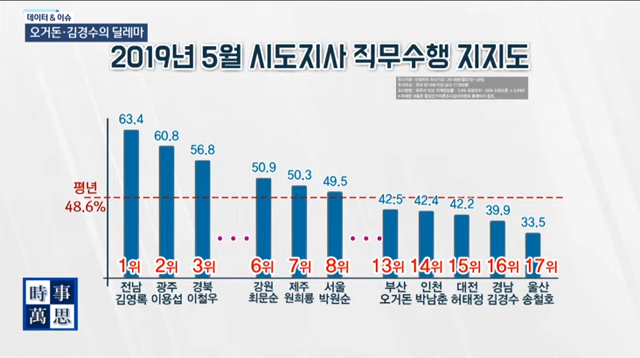 데이터 & 이슈
오거돈·김경수의 딜레마
2019년 5월 시도지사 직무수행 지지도
63.4
60.8
56.8
50.9
50.3
49.5
42.5
42.4
42.2
39.9
33.5
평년
48.6%
1위 2위 3위 ... 6위 7위 8위 ... 13위 14위 15위 16위 17위
전남 광주 경북 강원 제주 서울 부산 인천 대전 경남 울산
김영록 이용섭 이철우 최문순 원희룡 박원순 오거돈 박남춘 허태정 김경수 송철호
時事
萬思